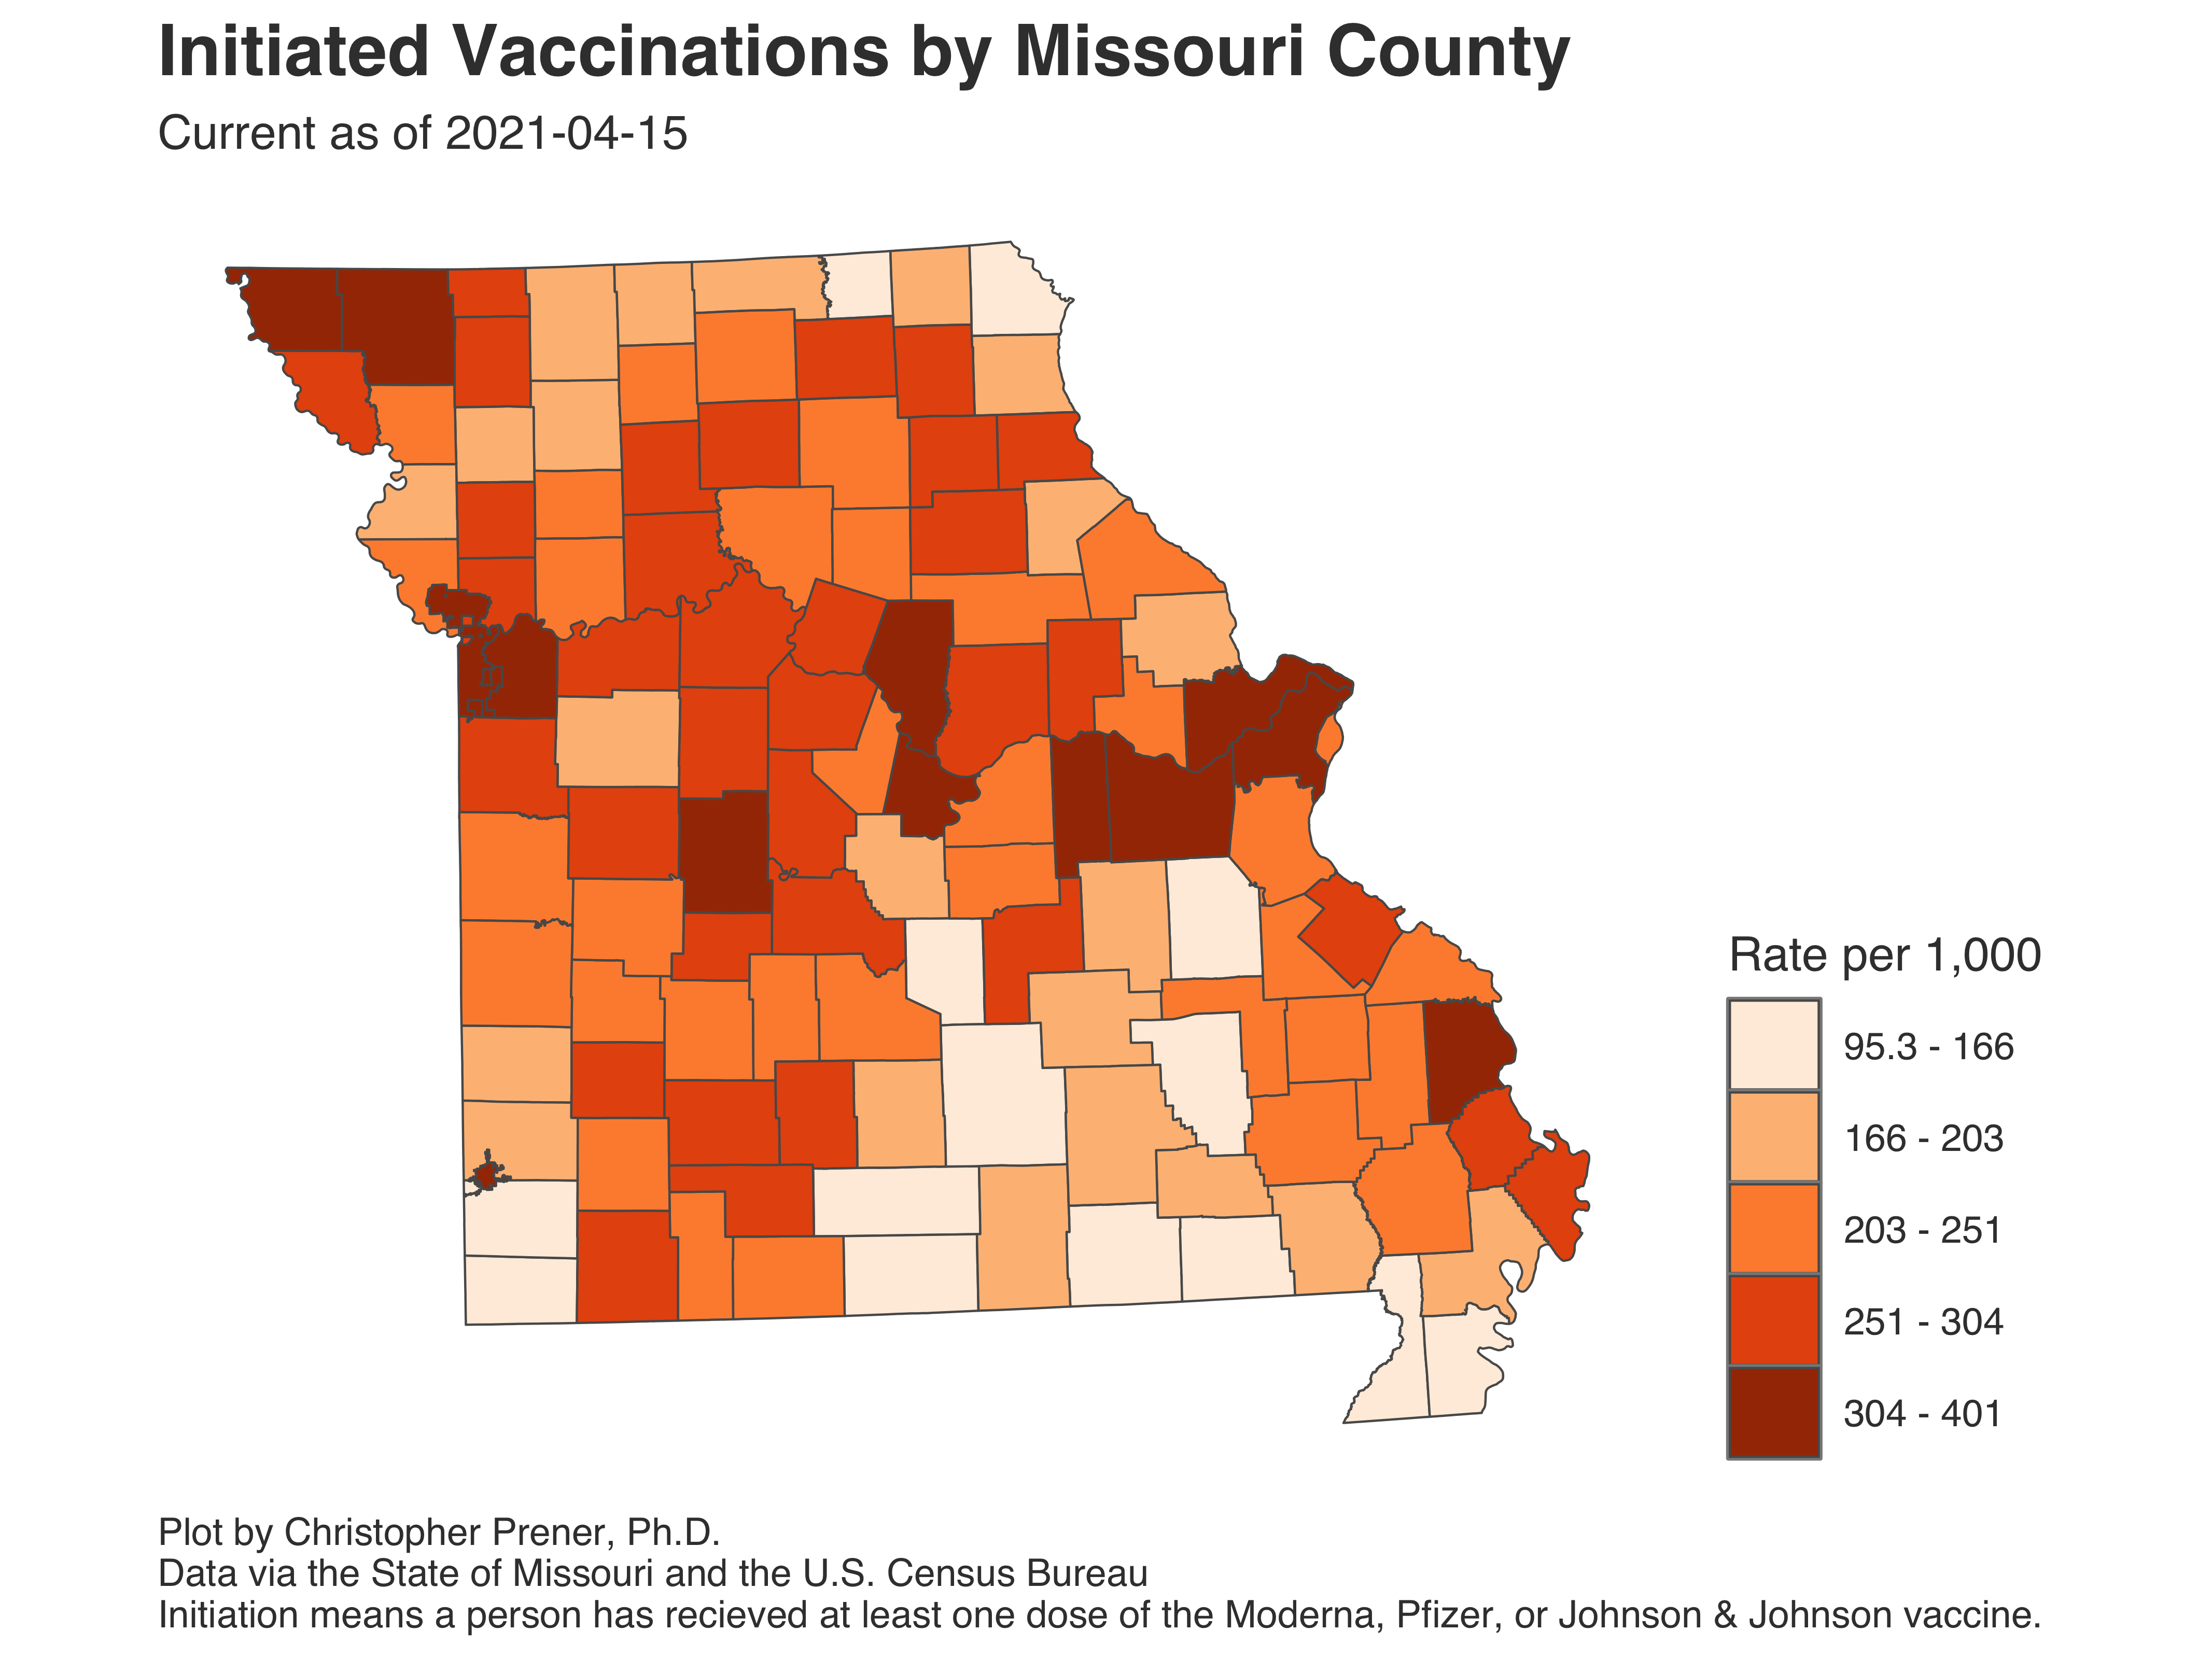 Initiated Vaccinations by Missouri County
Current as of 2021-04-15
Rate per 1,000
95.3 - 166
166 - 203
203 - 251
251 - 304
304 - 401
Plot by Christopher Prener, Ph.D.
Data via the State of Missouri and the U.S. Census Bureau
Initiation means a person has recieved at least one dose of the Moderna, Pfizer, or Johnson & Johnson vaccine.